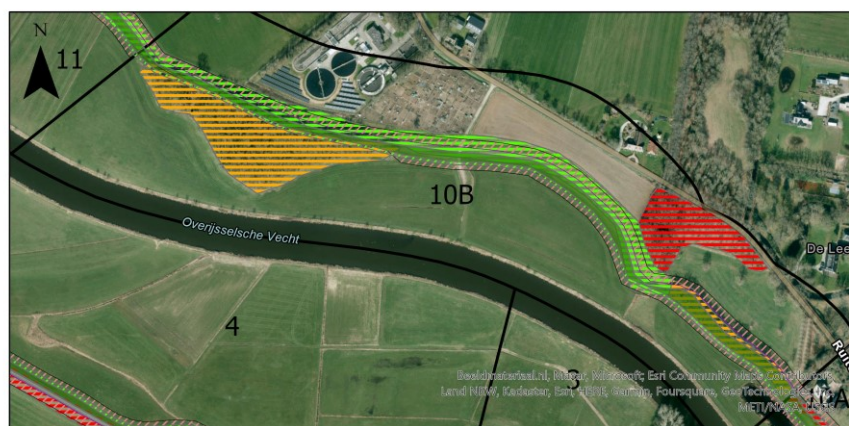 N
11
10B
Overijsselsche Vecht
De Lee
4
Beeldmateriaal.nl, Maxar, Microsoft, Esri Community Maps Contributors,
Land NRW, Kadaster, Esri, HERE, Garmin, Foursquare, GeoTechnologies, Inc,
METI/NASA, USGS